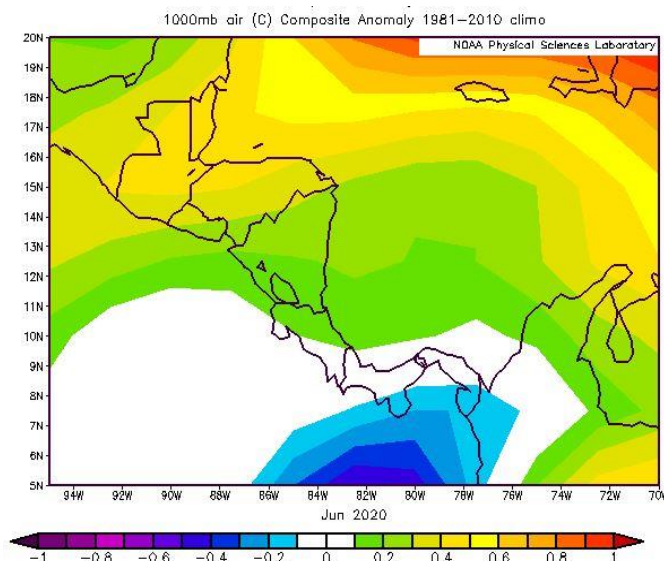 1000mb air (C) Composite Anomaly 1981-2010 climo
NOAA Physical Sciences Laboratory
20N
19N
18N
17N
16N
15N
14N
13N
12N
11N
10N
9N
8N
7N
6N
5N
94W 92W 90W 88W 86W 84W 82W 80W 78W 76W 74W 72W 70W
Jun 2020
-1 -0.8 -0.6 -0.4 -0.2 0 0.2 0.4 0.6 0.8 1